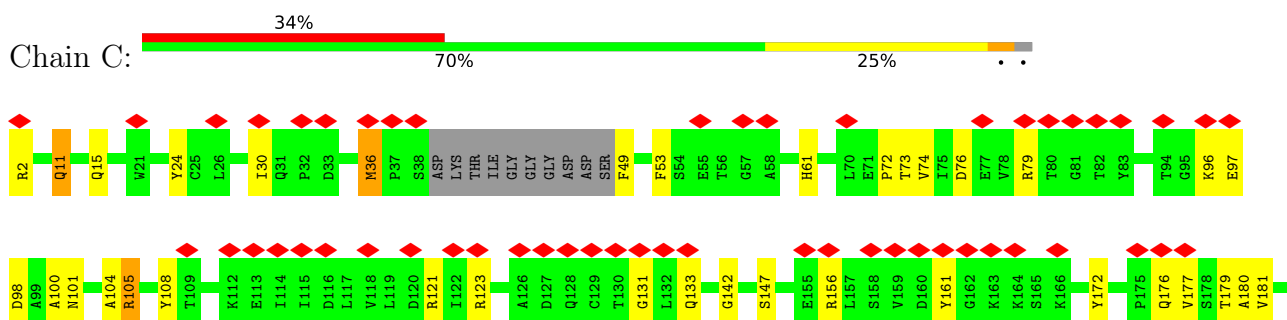 34%
Chain C:
70% 25% • •
R2 Q11 Q15 W21 Y24 C25 L26 I30 Q31 P32 D33 M36 P37 S38 ASP LYS THR ILE GLY GLY GLY ASP ASP SER F49 F53 S54 E55 T56 G57 A58 H61 L70 E71 P72 T73 V74 I75 D76 E77 V78 R79 T80 G81 T82 Y83 T94 G95 K96 E97
D98 A99 A100 N101 A104 R105 Y108 T109 K112 E113 I114 I115 D116 L117 V118 L119 D120 R121 I122 R123 A126 D127 Q128 C129 T130 G131 L132 Q133 G142 S147 E155 R156 L157 S158 V159 D160 Y161 G162 K163 K164 S165 K166 Y172 P175 Q176 V177 S178 T179 A180 V181